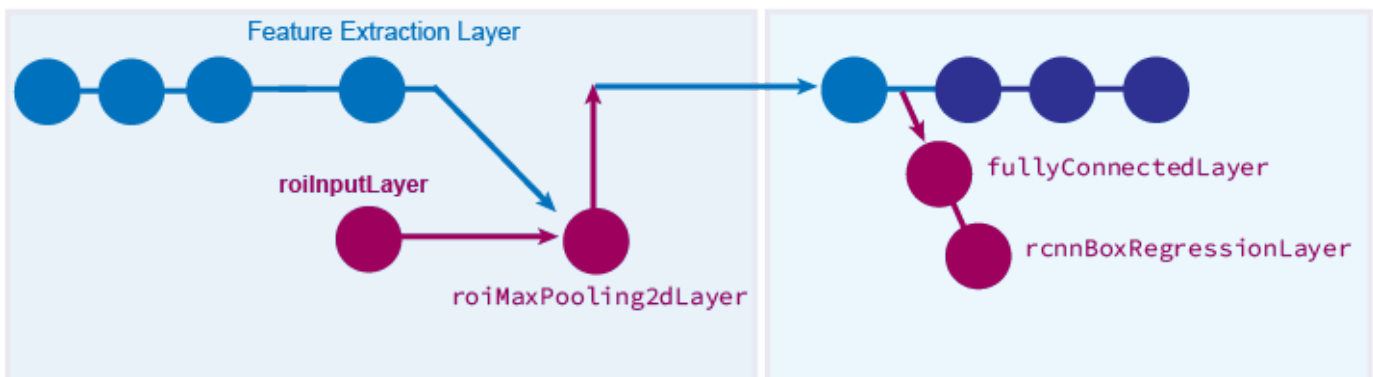 Feature Extraction Layer
roiInputLayer
roiMaxPooling2dLayer
fullyConnectedLayer
rcnnBoxRegressionLayer